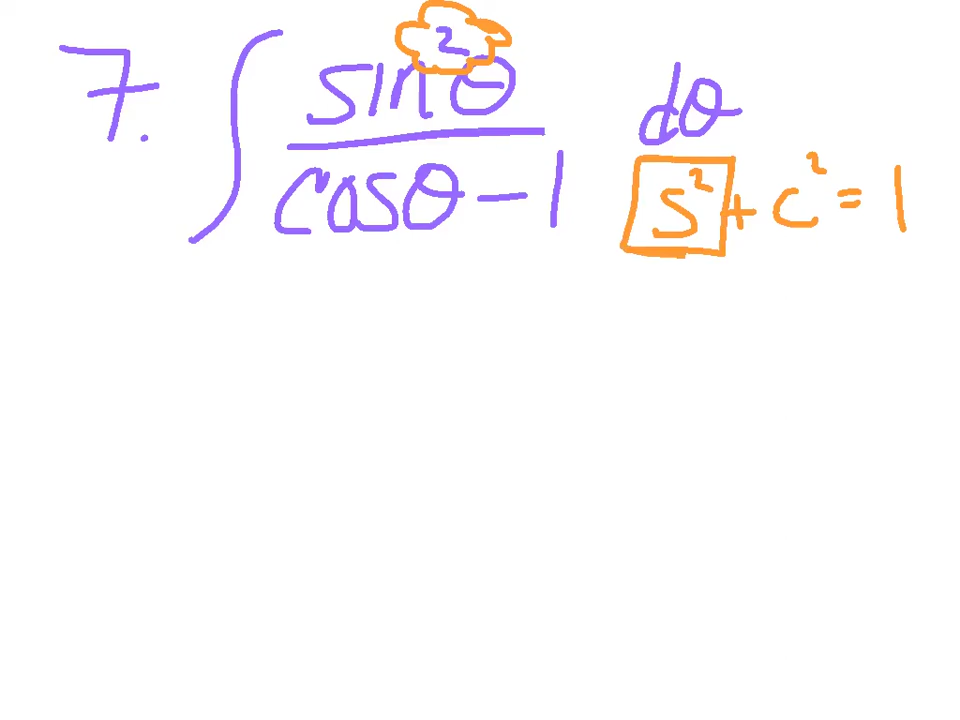 7. ∫ sin²θ / cosθ - 1 dθ
s² + c² = 1